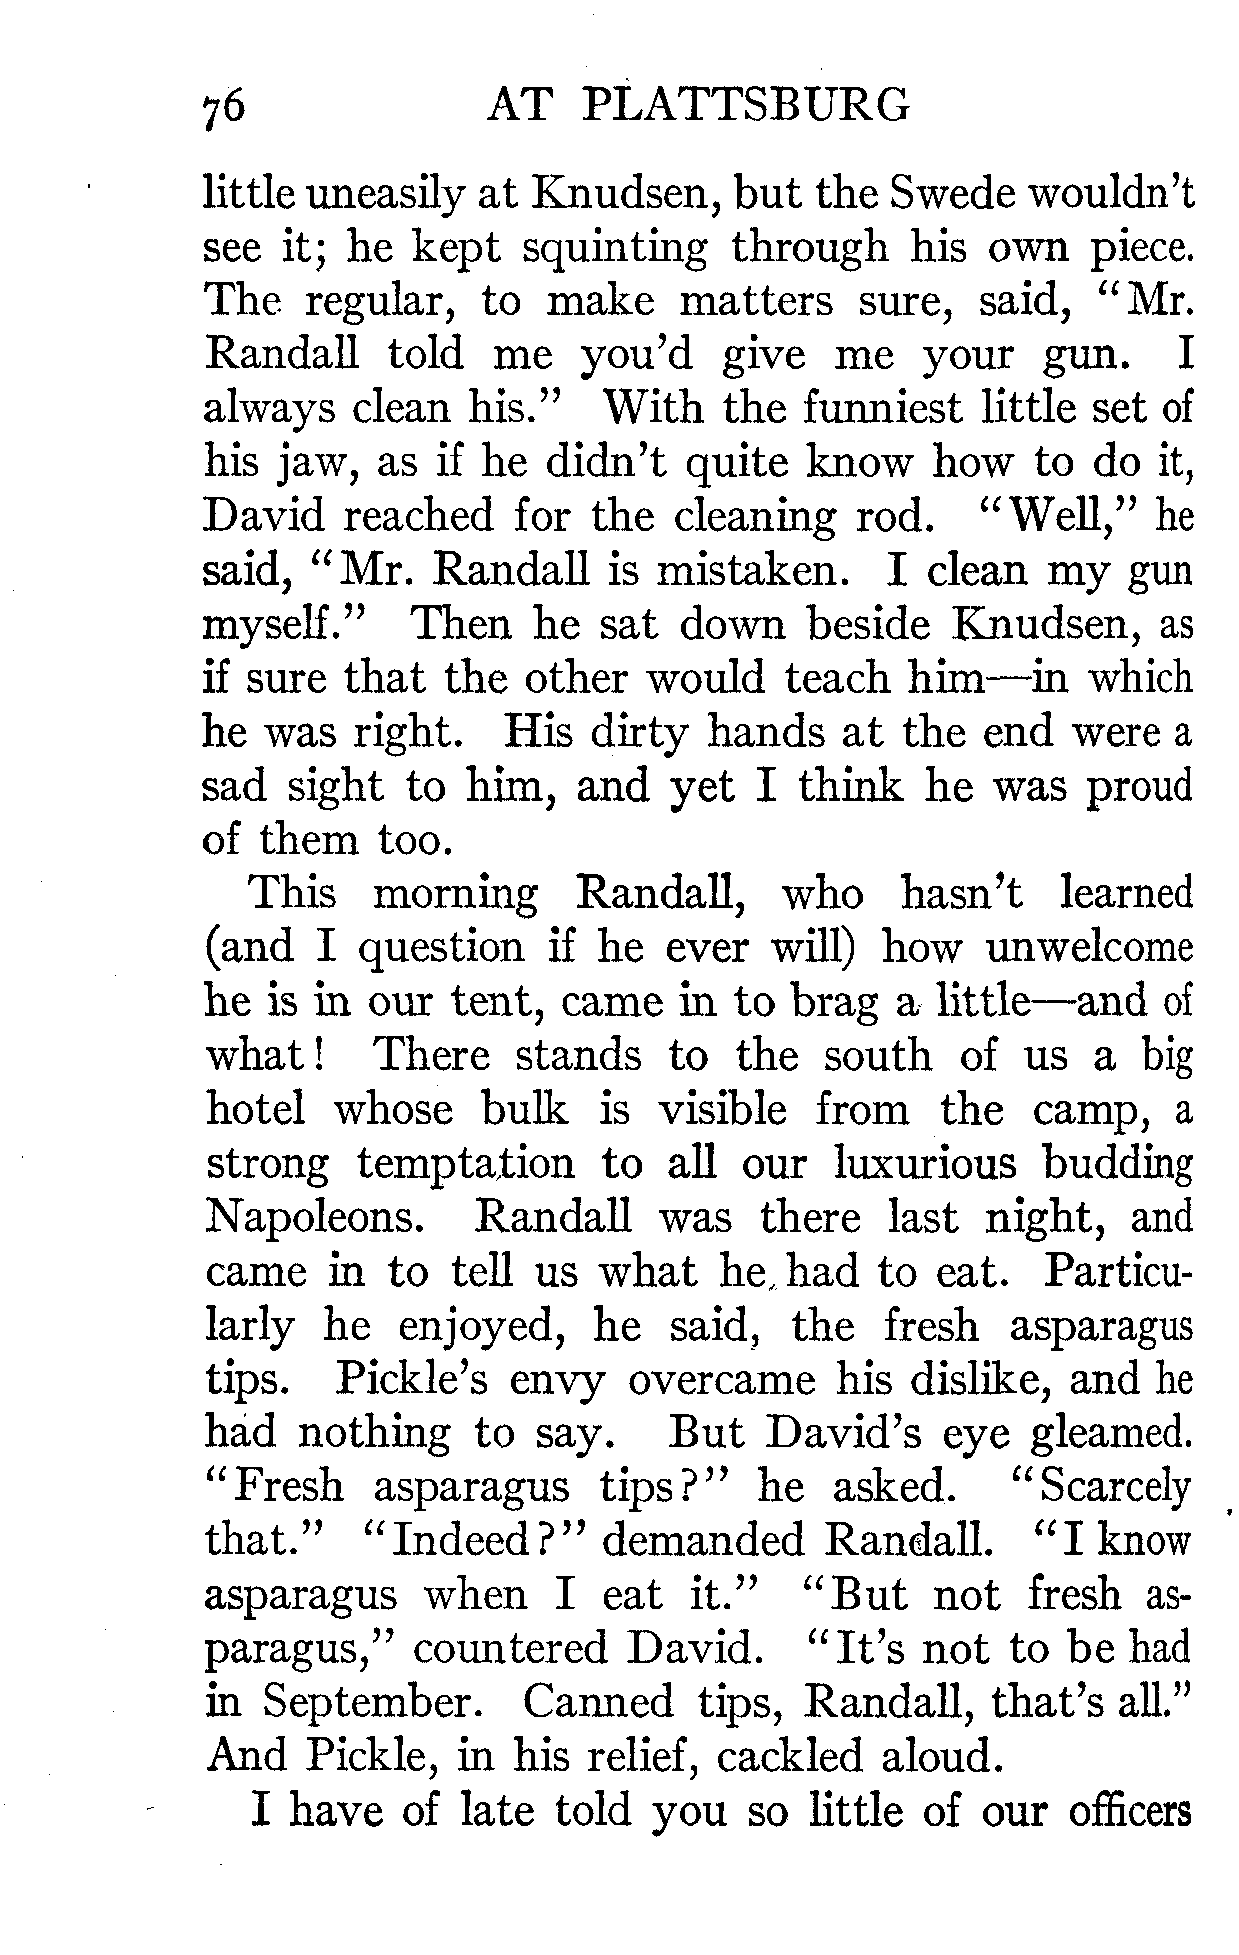 76 AT PLATTSBURG
little uneasily at Knudsen, but the Swede wouldn't
see it; he kept squinting through his own piece.
The regular, to make matters sure, said, "Mr.
Randall told me you'd give me your gun. I
always clean his." With the funniest little set of
his jaw, as if he didn't quite know how to do it,
David reached for the cleaning rod. "Well," he
said, "Mr. Randall is mistaken. I clean my gun
myself." Then he sat down beside Knudsen, as
if sure that the other would teach him—in which
he was right. His dirty hands at the end were a
sad sight to him, and yet I think he was proud
of them too.
This morning Randall, who hasn't learned
(and I question if he ever will) how unwelcome
he is in our tent, came in to brag a little—and of
what! There stands to the south of us a big
hotel whose bulk is visible from the camp, a
strong temptation to all our luxurious budding
Napoleons. Randall was there last night, and
came in to tell us what he had to eat. Particu-
larly he enjoyed, he said, the fresh asparagus
tips. Pickle's envy overcame his dislike, and he
had nothing to say. But David's eye gleamed.
"Fresh asparagus tips?" he asked. "Scarcely
that." "Indeed?" demanded Randall. "I know
asparagus when I eat it." "But not fresh as-
paragus," countered David. "It's not to be had
in September. Canned tips, Randall, that's all."
And Pickle, in his relief, cackled aloud.
I have of late told you so little of our officers